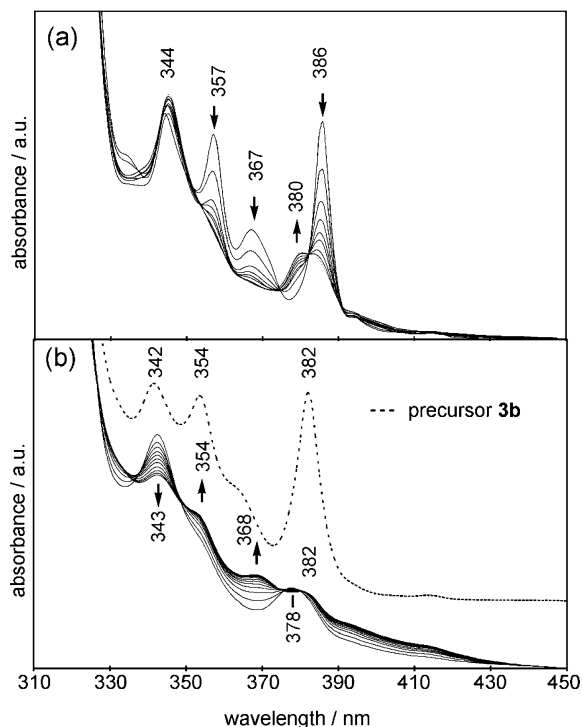 (a)
344
357
367
380
386
absorbance / a.u.
(b)
342
354
382
precursor 3b
354
343
368
382
378
absorbance / a.u.
310 330 350 370 390 410 430 450
wavelength / nm